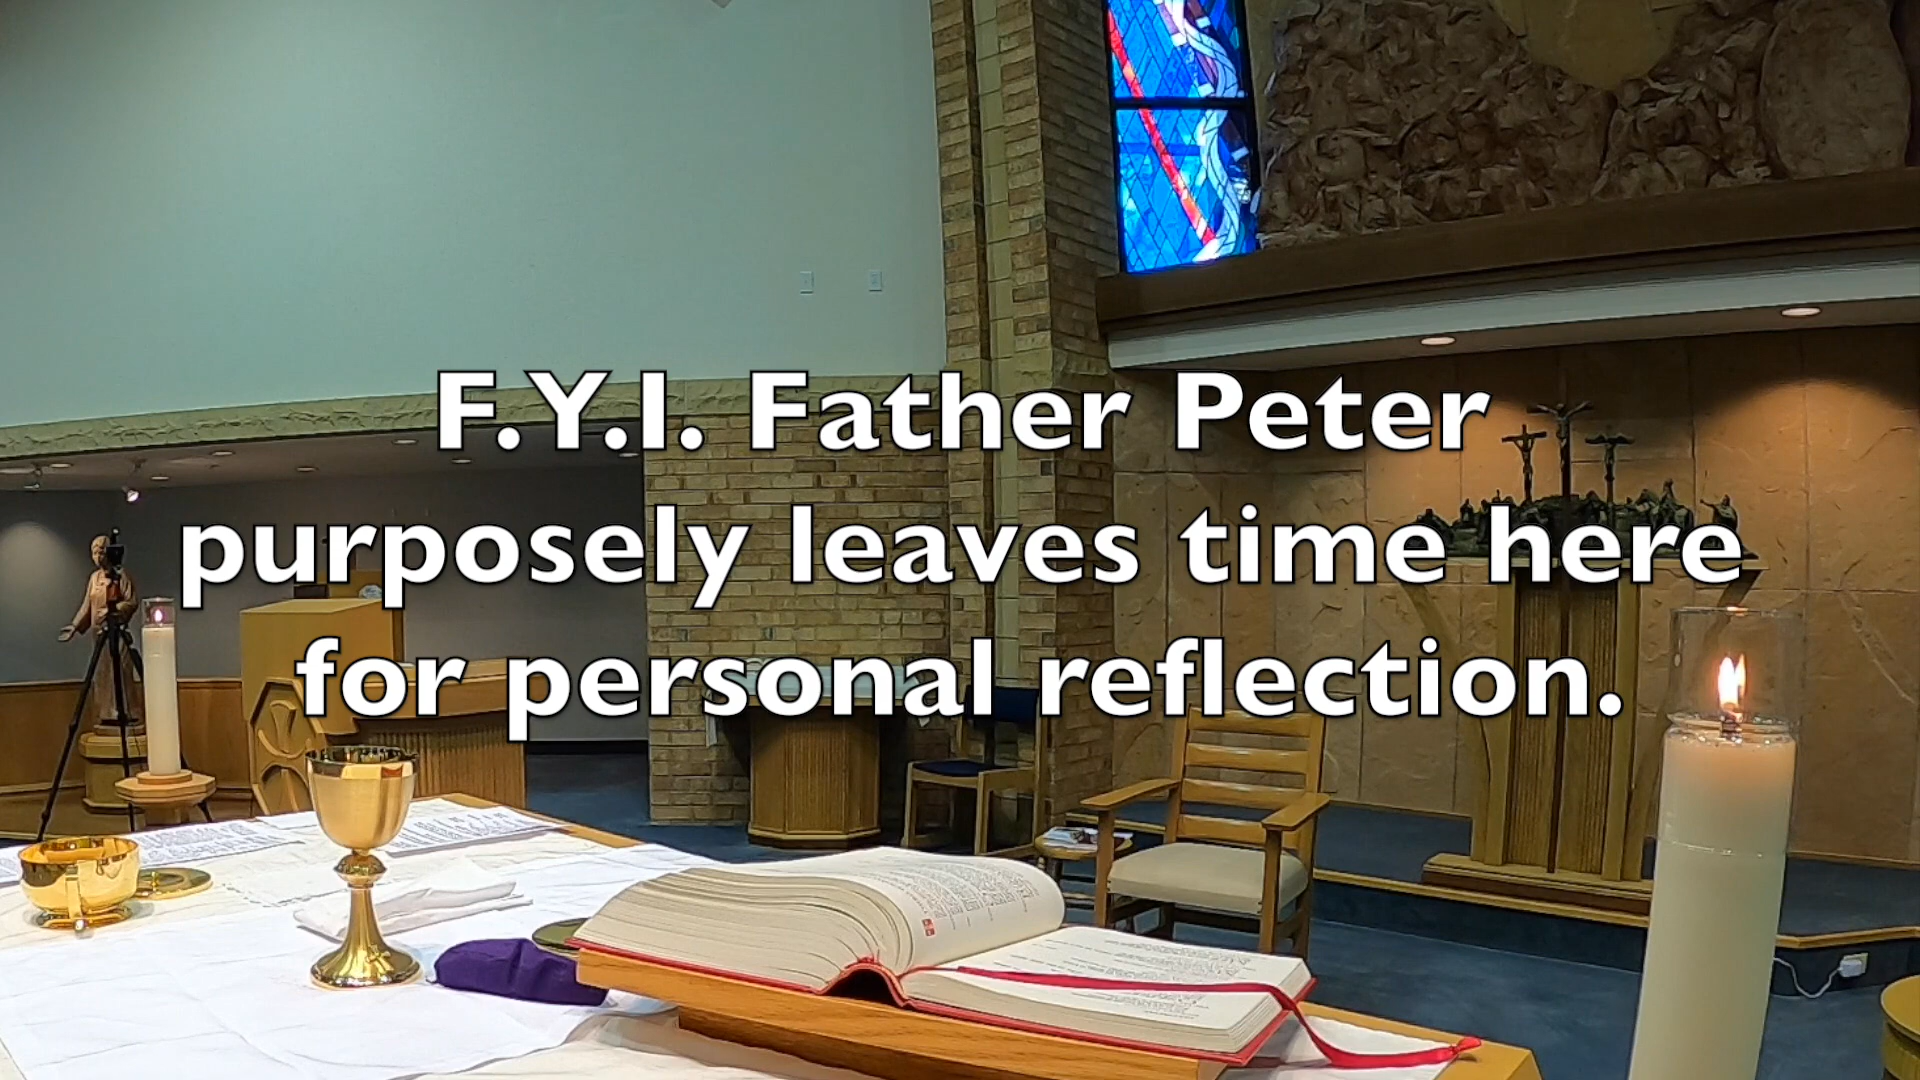 F.Y.I. Father Peter
purposely leaves time here
for personal reflection.